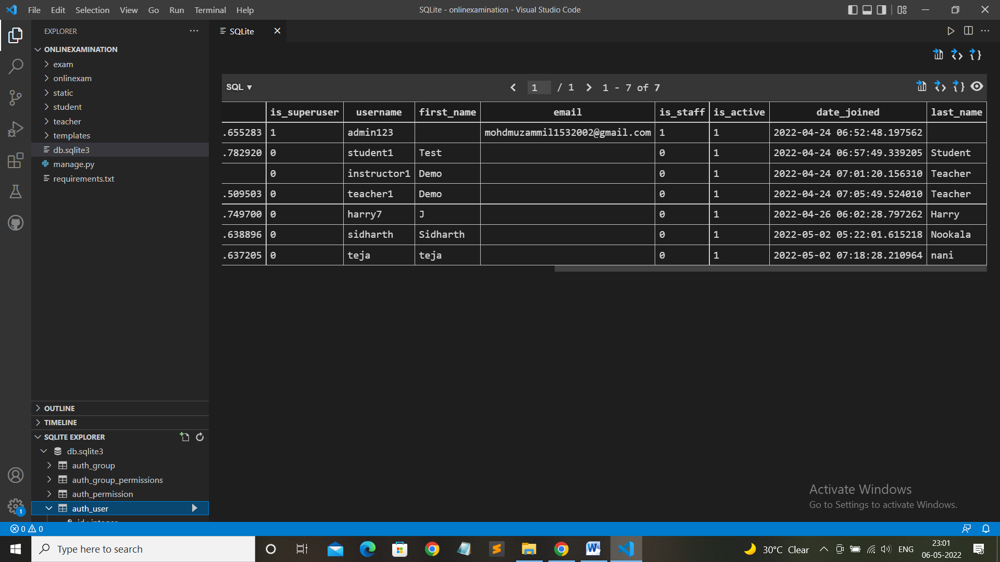 File Edit Selection View Go Run Terminal Help
SQLite - onlinexamination - Visual Studio Code
EXPLORER
SQLite
ONLINEXAMINATION
exam
onlinexam
static
student
teacher
templates
db.sqlite3
manage.py
requirements.txt
SQL ▼ 1 / 1 1 - 7 of 7
is_superuser username first_name email is_staff is_active date_joined last_name
.655283 1 admin123 mohdmuzammil1532002@gmail.com 1 1 2022-04-24 06:52:48.197562
.782920 0 student1 Test 0 1 2022-04-24 06:57:49.339205 Student
0 instructor1 Demo 0 1 2022-04-24 07:01:20.156310 Teacher
.509503 0 teacher1 Demo 0 1 2022-04-24 07:05:49.524010 Teacher
.749700 0 harry7 J 0 1 2022-04-26 06:02:28.797262 Harry
.638896 0 sidharth Sidharth 0 1 2022-05-02 05:22:01.615218 Nookala
.637205 0 teja teja 0 1 2022-05-02 07:18:28.210964 nani
OUTLINE
TIMELINE
SQLITE EXPLORER
db.sqlite3
auth_group
auth_group_permissions
auth_permission
auth_user
id : integer
1
Activate Windows
Go to Settings to activate Windows.
0 0
Type here to search
30°C Clear
ENG
23:01
06-05-2022